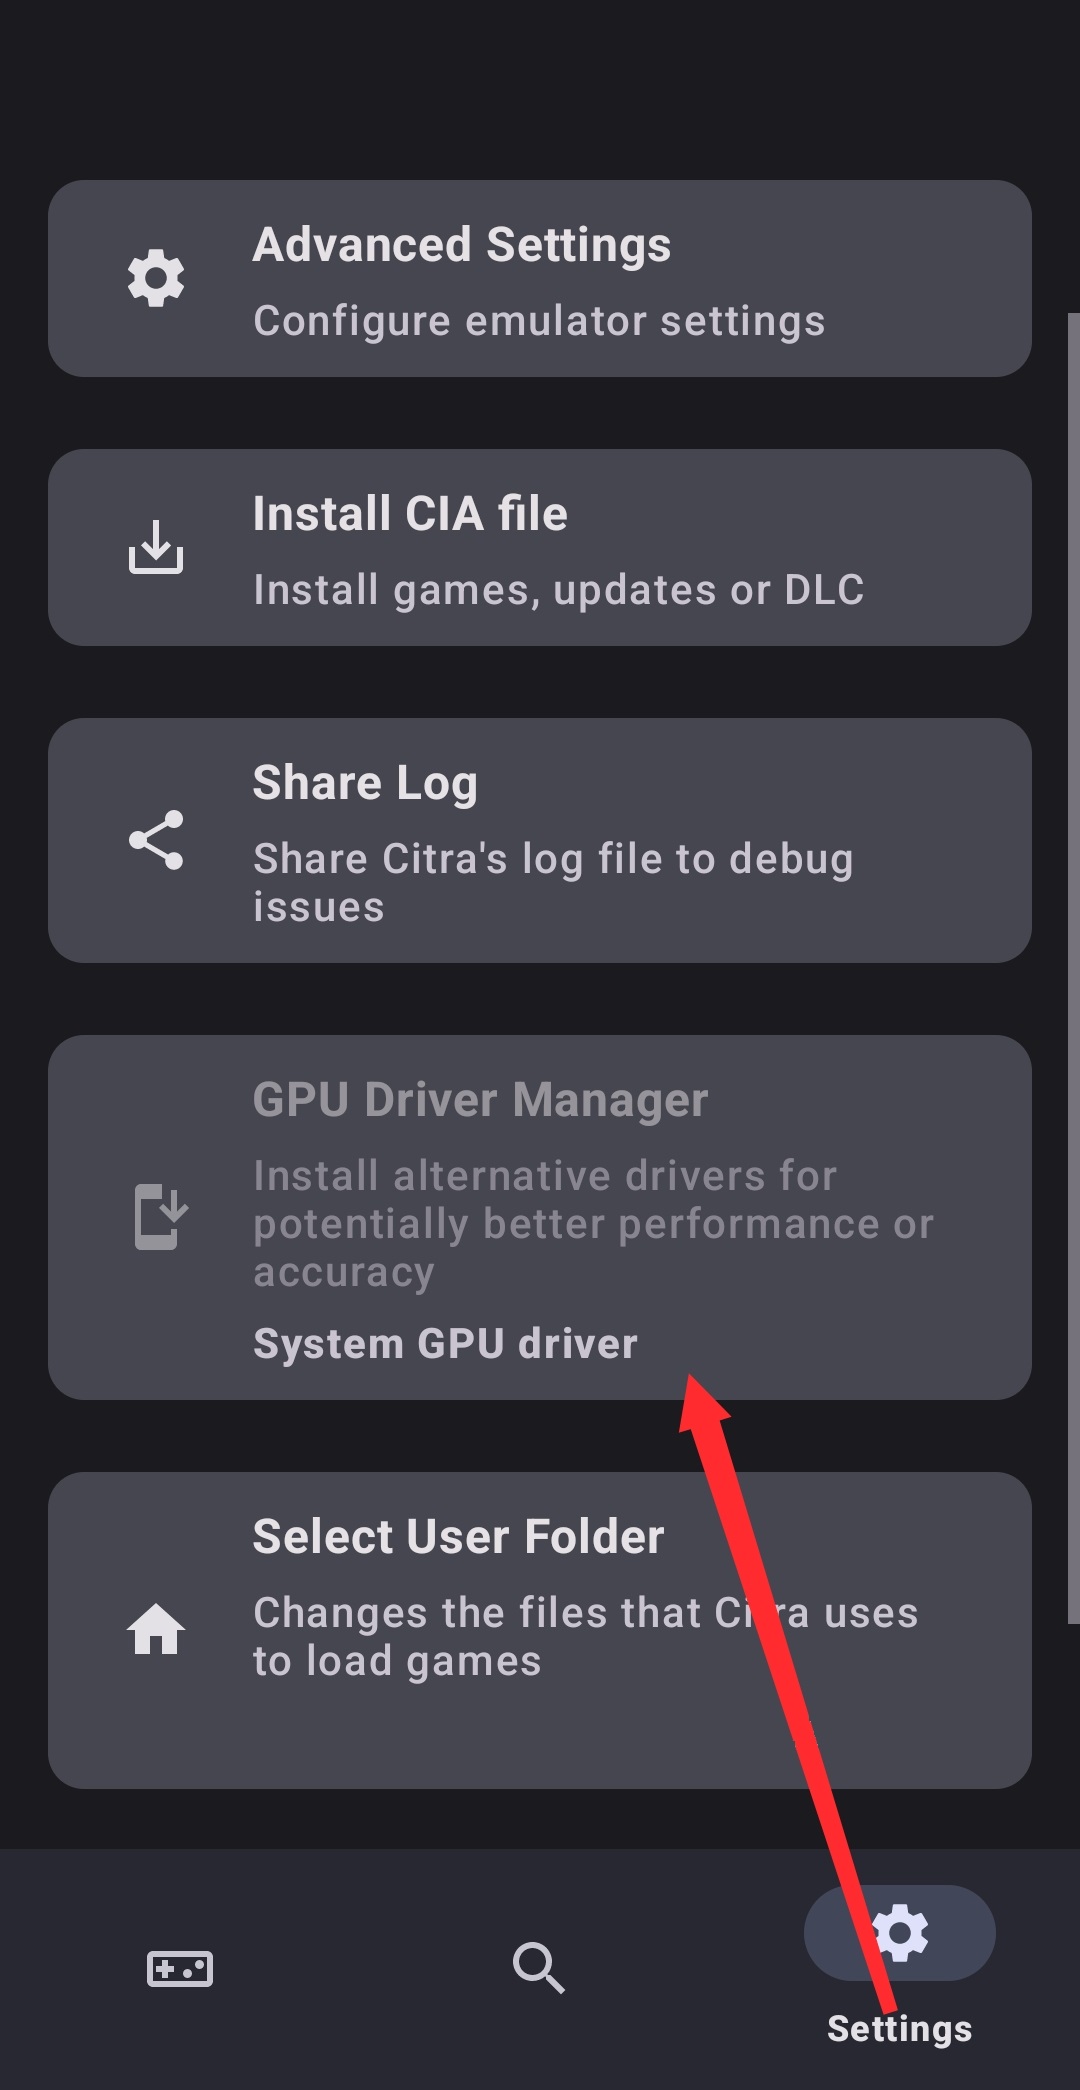 Advanced Settings
Configure emulator settings
Install CIA file
Install games, updates or DLC
Share Log
Share Citra's log file to debug
issues
GPU Driver Manager
Install alternative drivers for
potentially better performance or
accuracy
System GPU driver
Select User Folder
Changes the files that Citra uses
to load games
Settings